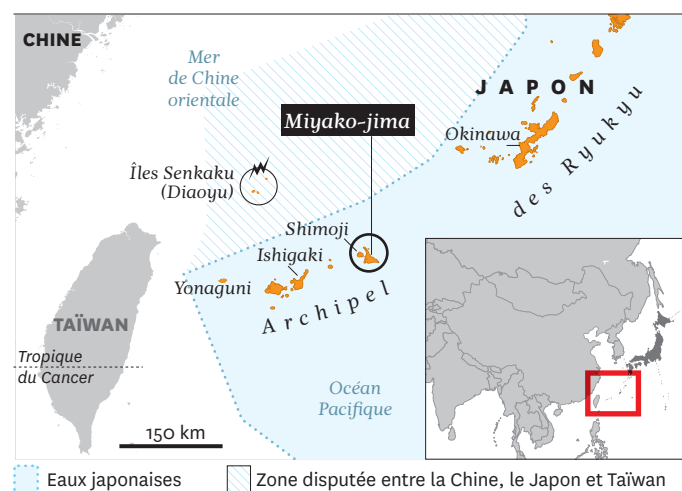 CHINE
Mer
de Chine
orientale
JAPON
Miyako-jima
Okinawa
Îles Senkaku
(Diaoyu)
des Ryukyu
Shimoji
Ishigaki
Yonaguni
Archipel
TAÏWAN
Tropique
du Cancer
Océan
Pacifique
150 km
Eaux japonaises
Zone disputée entre la Chine, le Japon et Taïwan